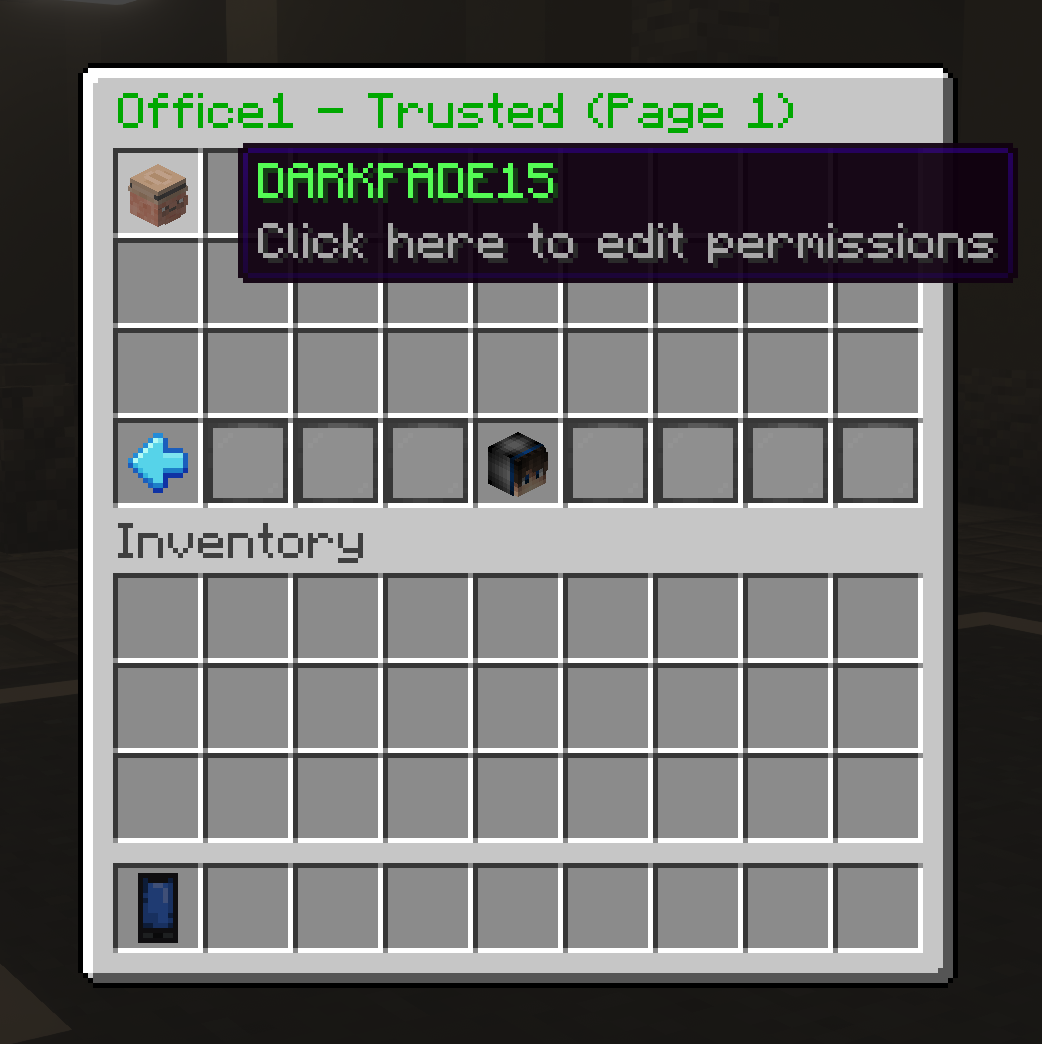 Office1 - Trusted (Page 1)
DARKFADE15
Click here to edit permissions
Inventory